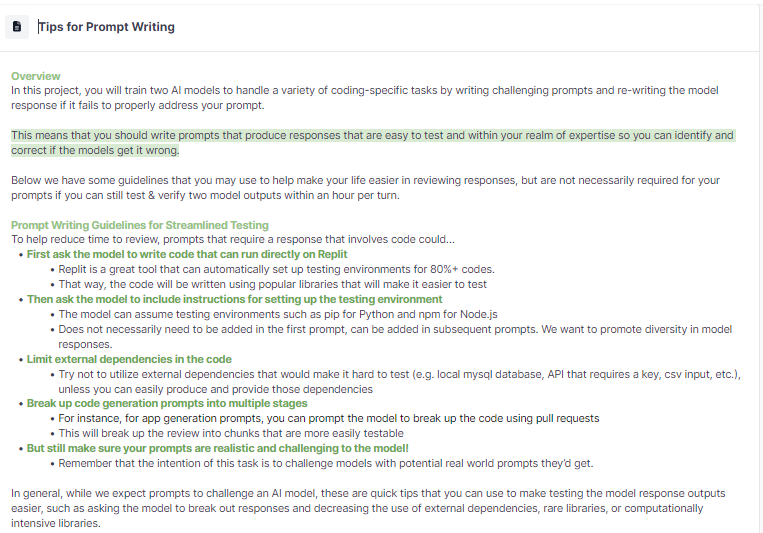 Tips for Prompt Writing
Overview
In this project, you will train two AI models to handle a variety of coding-specific tasks by writing challenging prompts and re-writing the model
response if it fails to properly address your prompt.
This means that you should write prompts that produce responses that are easy to test and within your realm of expertise so you can identify and
correct if the models get it wrong.
Below we have some guidelines that you may use to help make your life easier in reviewing responses, but are not necessarily required for your
prompts if you can still test & verify two model outputs within an hour per turn.
Prompt Writing Guidelines for Streamlined Testing
To help reduce time to review, prompts that require a response that involves code could...
• First ask the model to write code that can run directly on Replit
• Replit is a great tool that can automatically set up testing environments for 80%+ codes.
• That way, the code will be written using popular libraries that will make it easier to test
• Then ask the model to include instructions for setting up the testing environment
• The model can assume testing environments such as pip for Python and npm for Node.js
• Does not necessarily need to be added in the first prompt, can be added in subsequent prompts. We want to promote diversity in model
responses.
• Limit external dependencies in the code
• Try not to utilize external dependencies that would make it hard to test (e.g. local mysql database, API that requires a key, csv input, etc.),
unless you can easily produce and provide those dependencies
• Break up code generation prompts into multiple stages
• For instance, for app generation prompts, you can prompt the model to break up the code using pull requests
• This will break up the review into chunks that are more easily testable
• But still make sure your prompts are realistic and challenging to the model!
• Remember that the intention of this task is to challenge models with potential real world prompts they'd get.
In general, while we expect prompts to challenge an AI model, these are quick tips that you can use to make testing the model response outputs
easier, such as asking the model to break out responses and decreasing the use of external dependencies, rare libraries, or computationally
intensive libraries.